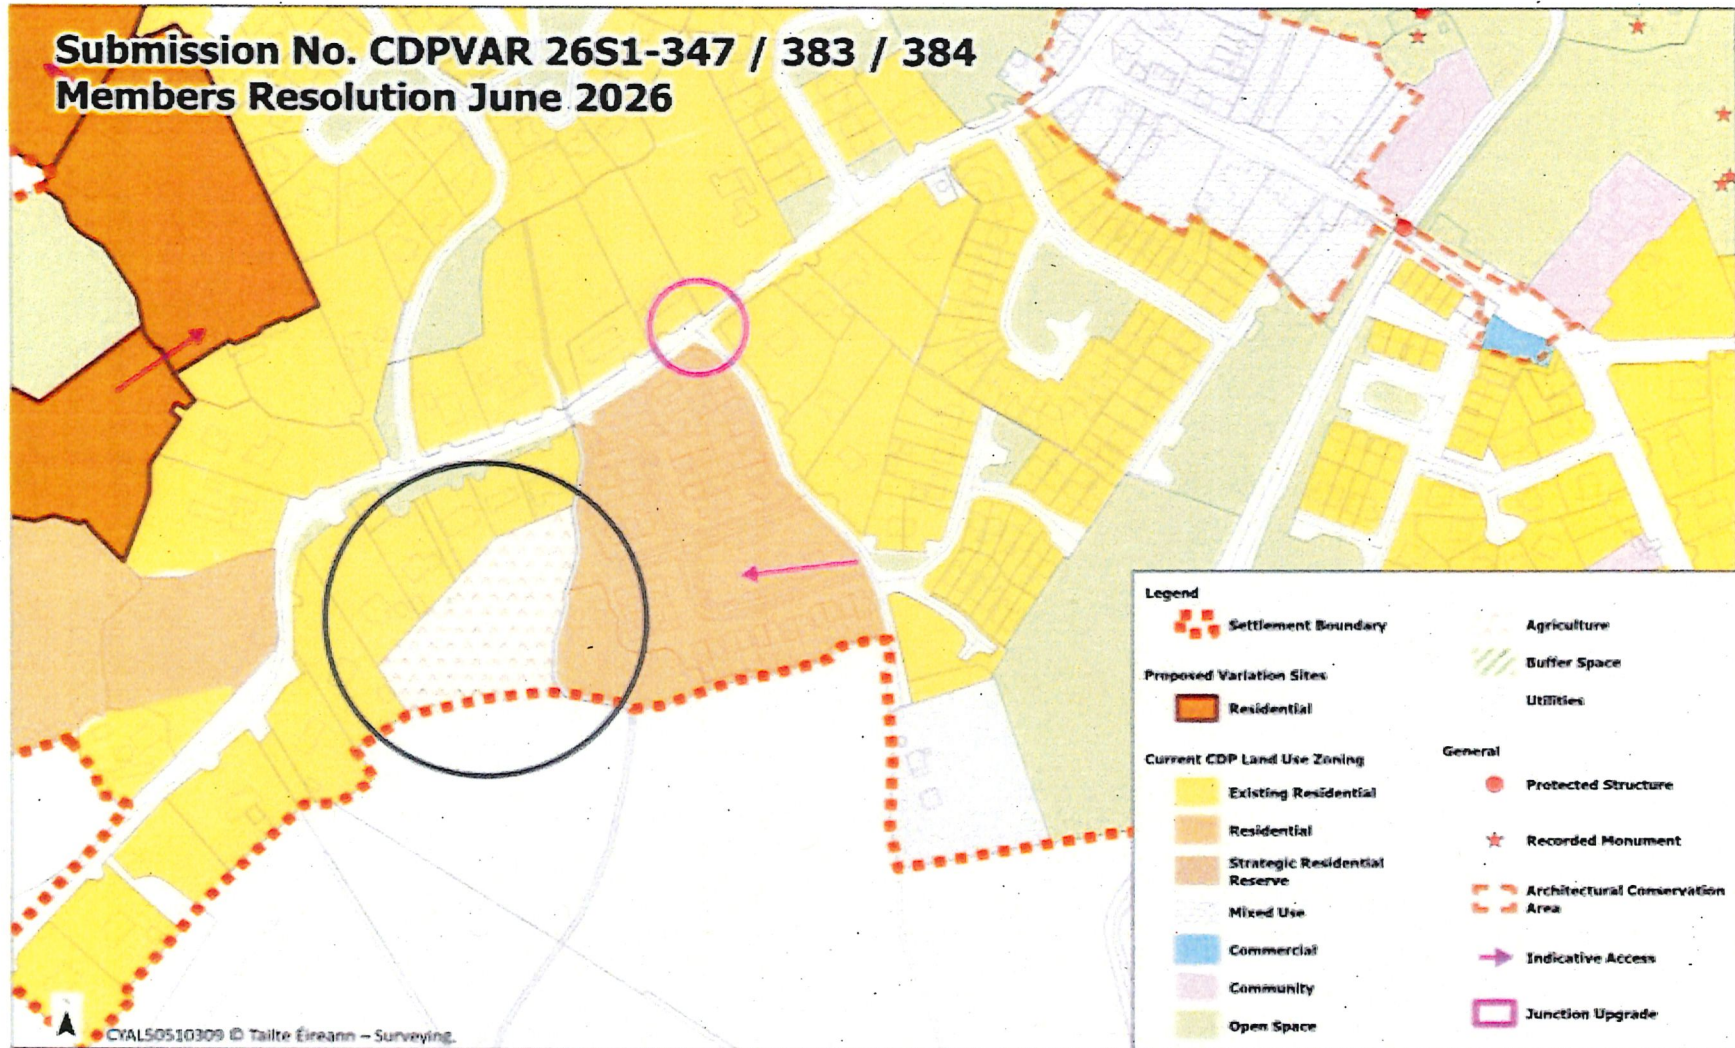 Submission No. CDPVAR 26S1-347 / 383 / 384
Members Resolution June 2026
Legend
Settlement Boundary
Proposed Variation Sites
Residential
Current CDP Land Use Zoning
Existing Residential
Residential
Strategic Residential
Reserve
Mixed Use
Commercial
Community
Open Space
Agriculture
Buffer Space
Utilities
General
Protected Structure
Recorded Monument
Architectural Conservation
Area
Indicative Access
Junction Upgrade
CYAL50510309 © Tailte Éireann – Surveying.